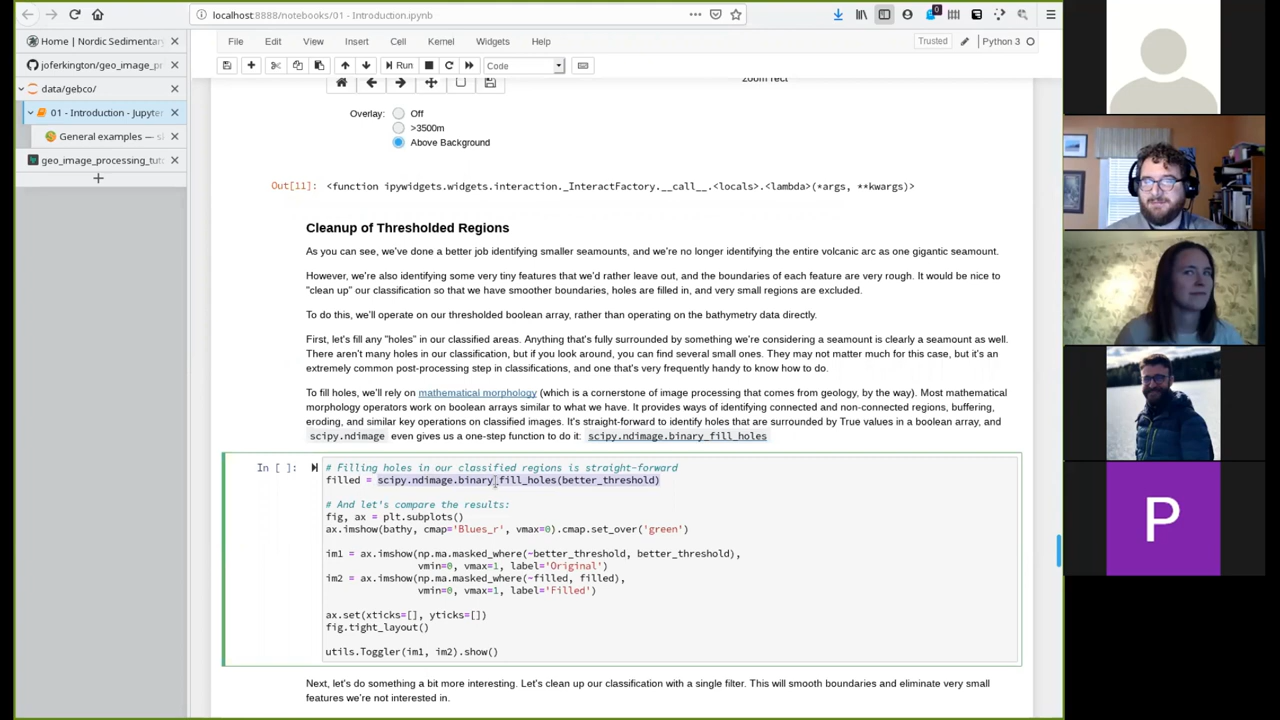 localhost:8888/notebooks/01 - Introduction.ipynb
Home | Nordic Sedimentary
joferkington/geo_image_pr
data/gebco/
01 - Introduction - Jupyter
General examples — s
geo_image_processing_tut
File Edit View Insert Cell Kernel Widgets Help
Trusted Python 3
Run Code
zoom rect
Overlay: Off
>3500m
Above Background
Out[11]: <function ipywidgets.widgets.interaction._InteractFactory.__call__.<locals>.<lambda>(*args, **kwargs)>
Cleanup of Thresholded Regions
As you can see, we've done a better job identifying smaller seamounts, and we're no longer identifying the entire volcanic arc as one gigantic seamount.
However, we're also identifying some very tiny features that we'd rather leave out, and the boundaries of each feature are very rough. It would be nice to
"clean up" our classification so that we have smoother boundaries, holes are filled in, and very small regions are excluded.
To do this, we'll operate on our thresholded boolean array, rather than operating on the bathymetry data directly.
First, let's fill any "holes" in our classified areas. Anything that's fully surrounded by something we're considering a seamount is clearly a seamount as well.
There aren't many holes in our classification, but if you look around, you can find several small ones. They may not matter much for this case, but it's an
extremely common post-processing step in classifications, and one that's very frequently handy to know how to do.
To fill holes, we'll rely on mathematical morphology (which is a cornerstone of image processing that comes from geology, by the way). Most mathematical
morphology operators work on boolean arrays similar to what we have. It provides ways of identifying connected and non-connected regions, buffering,
eroding, and similar key operations on classified images. It's straight-forward to identify holes that are surrounded by True values in a boolean array, and
scipy.ndimage even gives us a one-step function to do it: scipy.ndimage.binary_fill_holes
In [ ]: # Filling holes in our classified regions is straight-forward
filled = scipy.ndimage.binary_fill_holes(better_threshold)
# And let's compare the results:
fig, ax = plt.subplots()
ax.imshow(bathy, cmap='Blues_r', vmax=0).cmap.set_over('green')
im1 = ax.imshow(np.ma.masked_where(~better_threshold, better_threshold),
vmin=0, vmax=1, label='Original')
im2 = ax.imshow(np.ma.masked_where(~filled, filled),
vmin=0, vmax=1, label='Filled')
ax.set(xticks=[], yticks=[])
fig.tight_layout()
utils.Toggler(im1, im2).show()
Next, let's do something a bit more interesting. Let's clean up our classification with a single filter. This will smooth boundaries and eliminate very small
features we're not interested in.
P